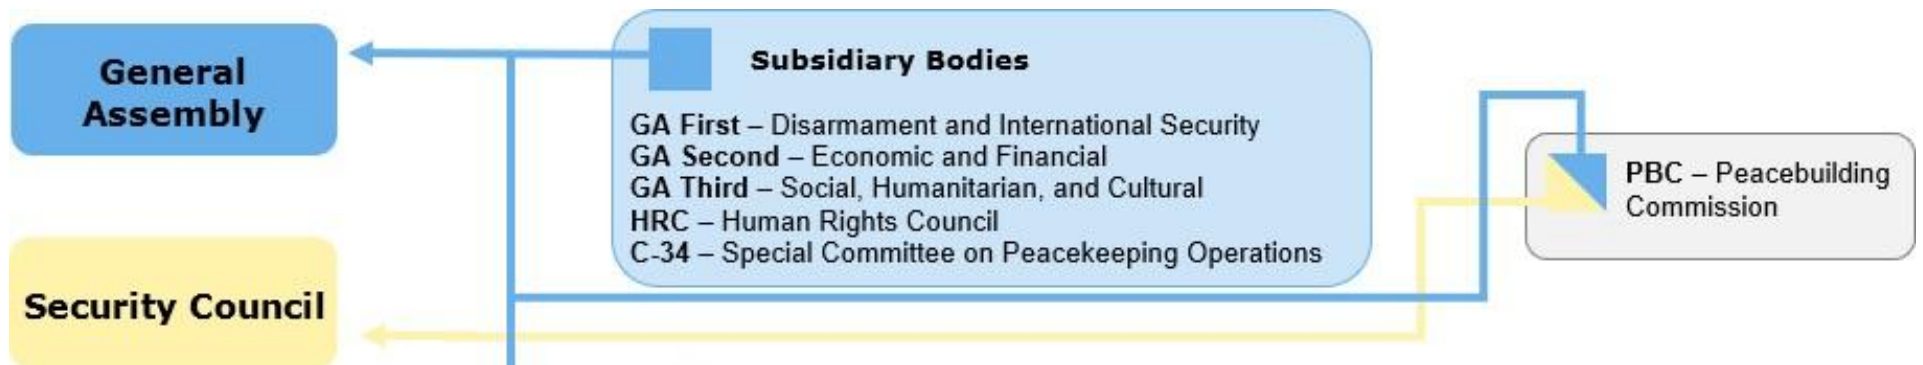 General
Assembly
Subsidiary Bodies
GA First – Disarmament and International Security
GA Second – Economic and Financial
GA Third – Social, Humanitarian, and Cultural
HRC – Human Rights Council
C-34 – Special Committee on Peacekeeping Operations
PBC – Peacebuilding
Commission
Security Council